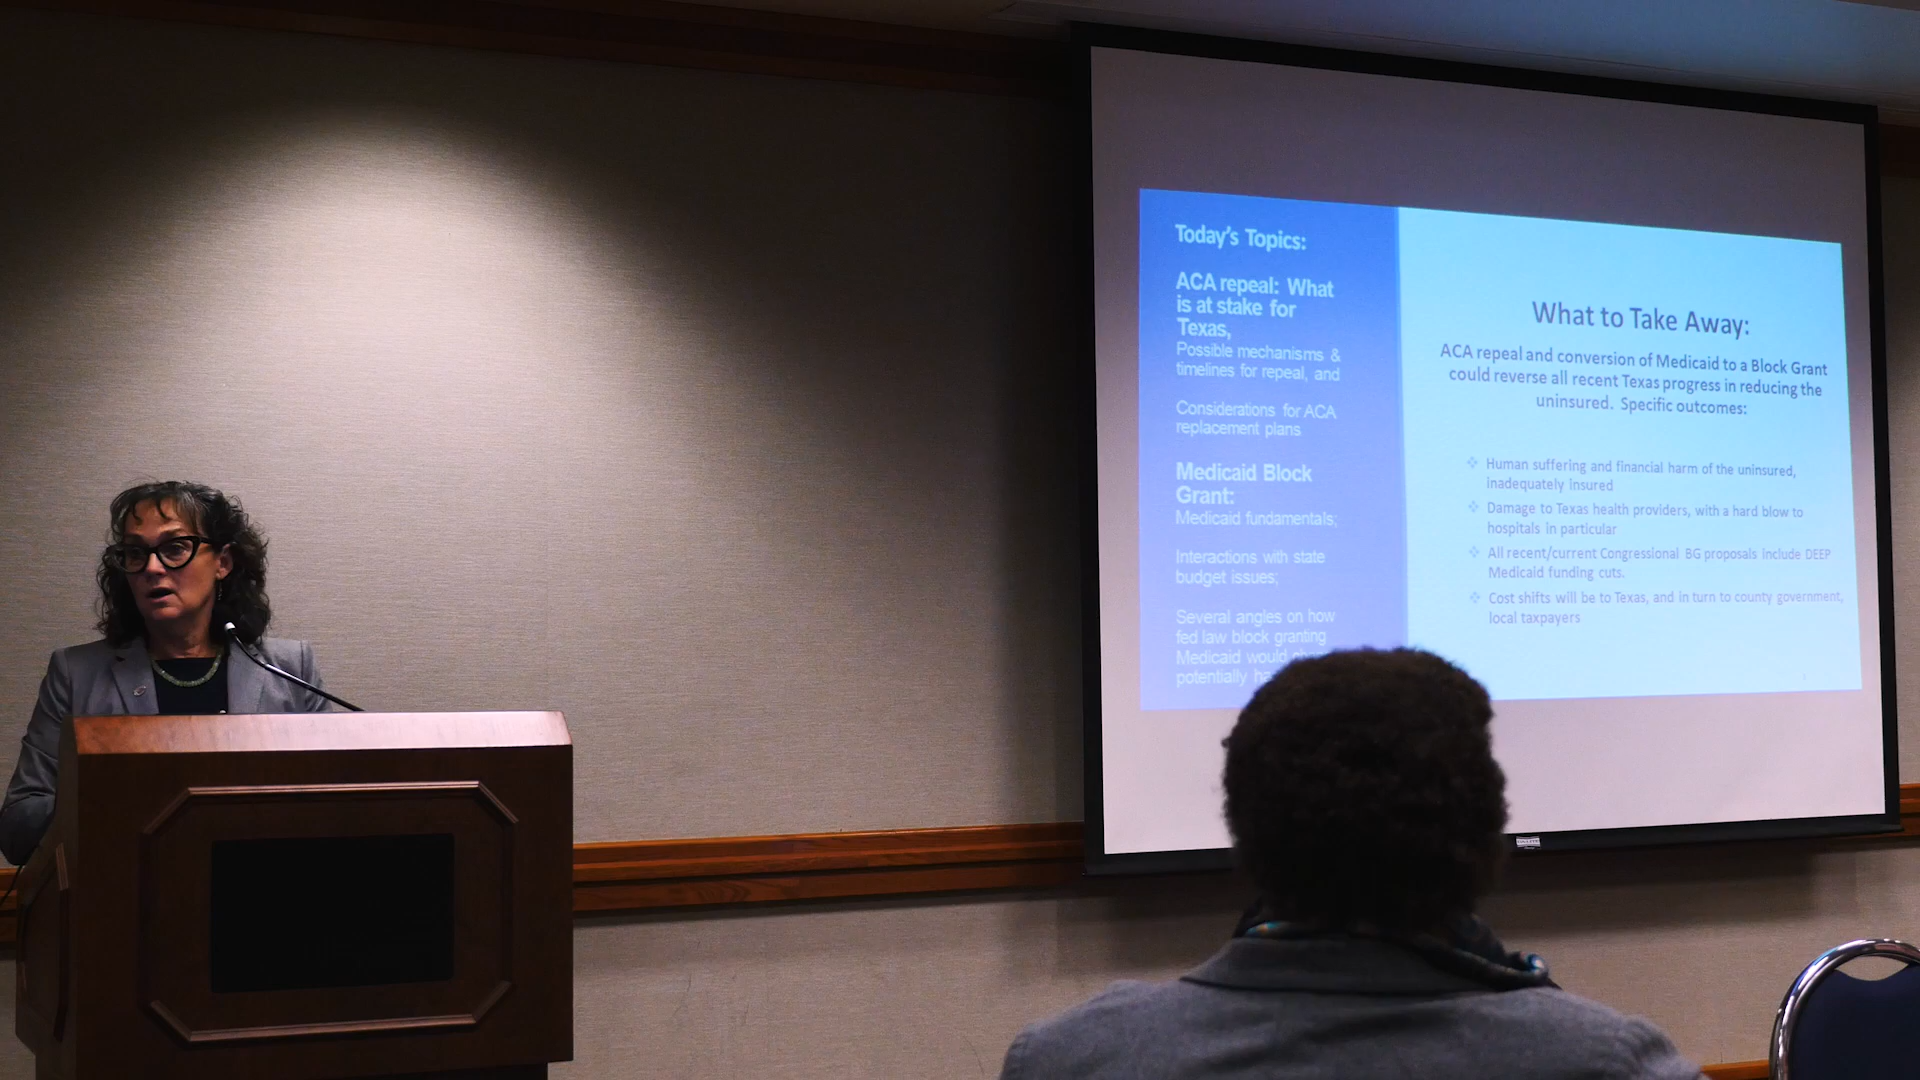 Today's Topics:
ACA repeal: What
is at stake for
Texas,
Possible mechanisms &
timelines for repeal, and
Considerations for ACA
replacement plans
Medicaid Block
Grant:
Medicaid fundamentals;
Interactions with state
budget issues;
Several angles on how
fed law block granting
Medicaid would
potentially
What to Take Away:
ACA repeal and conversion of Medicaid to a Block Grant
could reverse all recent Texas progress in reducing the
uninsured. Specific outcomes:
Human suffering and financial harm of the uninsured,
inadequately insured
Damage to Texas health providers, with a hard blow to
hospitals in particular
All recent/current Congressional BG proposals include DEEP
Medicaid funding cuts.
Cost shifts will be to Texas, and in turn to county government,
local taxpayers